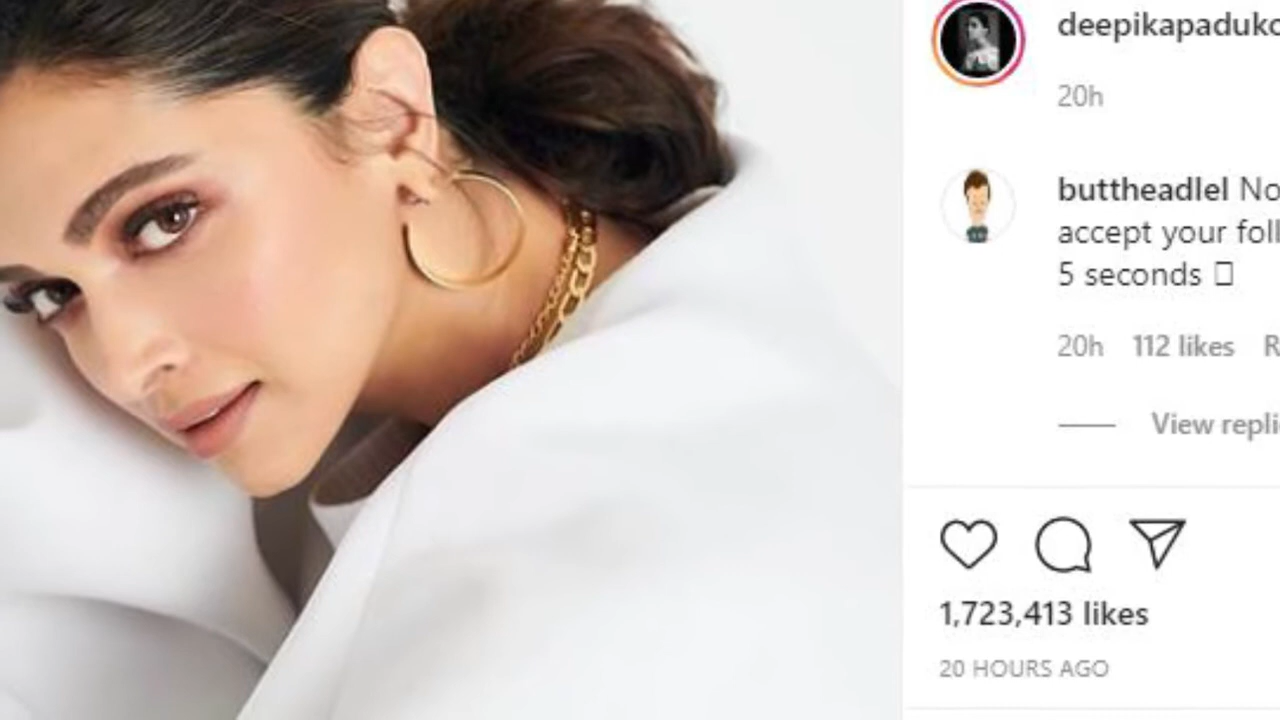 deepikapaduko
20h
buttheadlel No
accept your foll
5 seconds
20h 112 likes R
View repli
1,723,413 likes
20 HOURS AGO